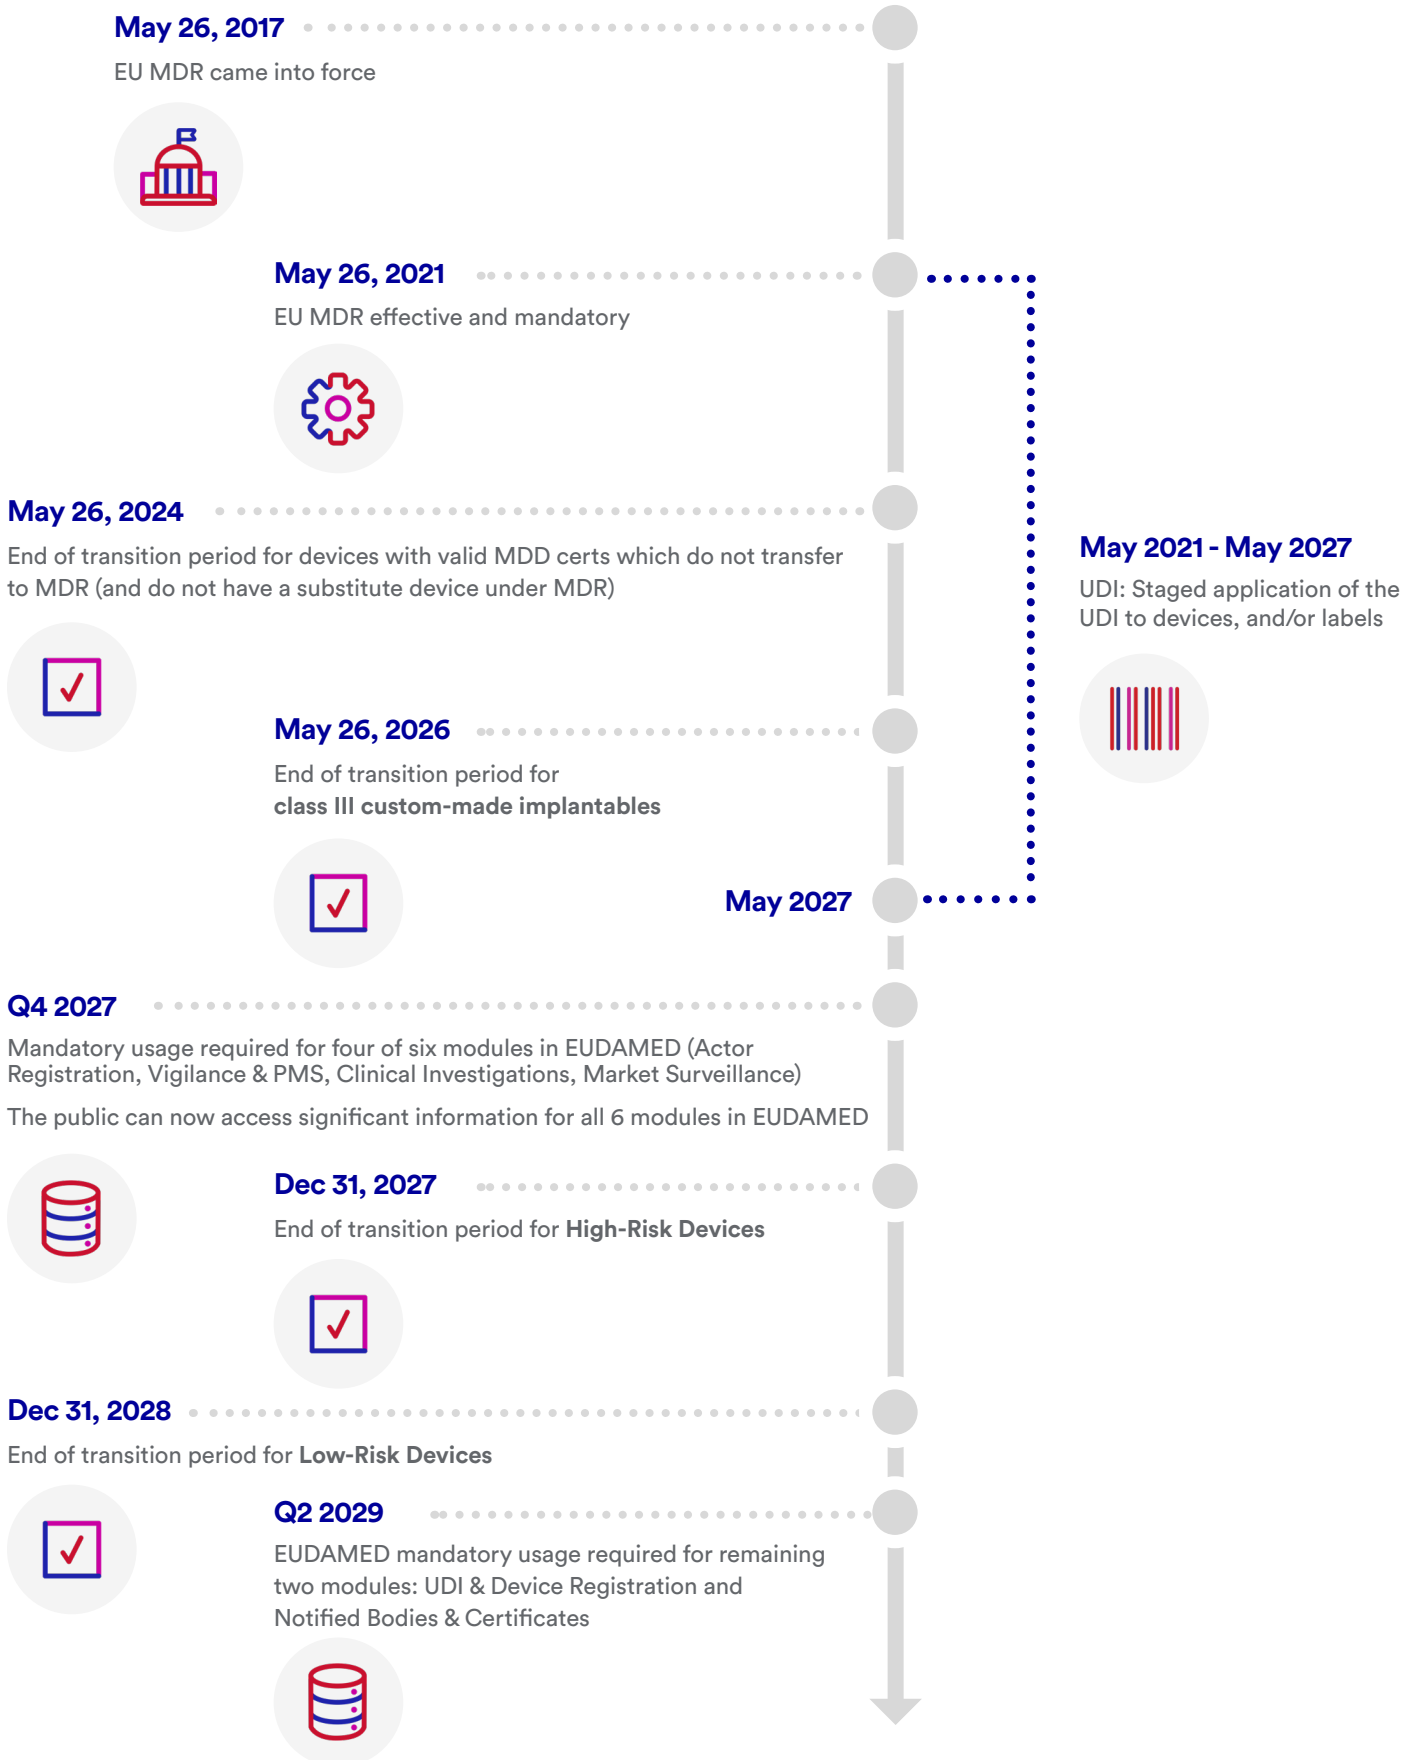 May 26, 2017
EU MDR came into force
May 26, 2021
EU MDR effective and mandatory
May 26, 2024
End of transition period for devices with valid MDD certs which do not transfer
to MDR (and do not have a substitute device under MDR)
May 2021 - May 2027
UDI: Staged application of the
UDI to devices, and/or labels
May 26, 2026
End of transition period for
class III custom-made implantables
May 2027
Q4 2027
Mandatory usage required for four of six modules in EUDAMED (Actor
Registration, Vigilance & PMS, Clinical Investigations, Market Surveillance)
The public can now access significant information for all 6 modules in EUDAMED
Dec 31, 2027
End of transition period for High-Risk Devices
Dec 31, 2028
End of transition period for Low-Risk Devices
Q2 2029
EUDAMED mandatory usage required for remaining
two modules: UDI & Device Registration and
Notified Bodies & Certificates